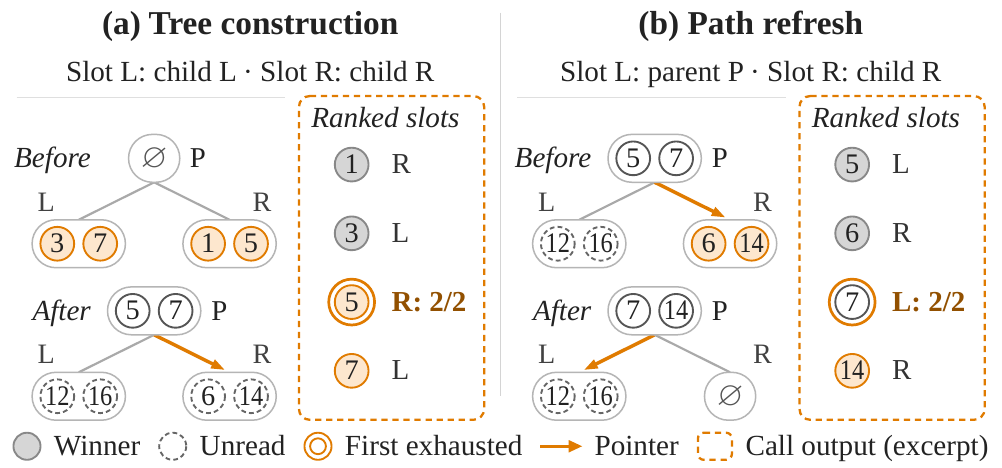 (a) Tree construction
Slot L: child L · Slot R: child R
Ranked slots
Before
∅ P
L R
3 7 1 5
After
5 7 P
L R
12 16 6 14
1 R
3 L
5 R: 2/2
7 L
(b) Path refresh
Slot L: parent P · Slot R: child R
Ranked slots
Before
5 7 P
L R
12 16 6 14
After
7 14 P
L R
12 16 ∅
5 L
6 R
7 L: 2/2
14 R
Winner Unread First exhausted Pointer Call output (excerpt)